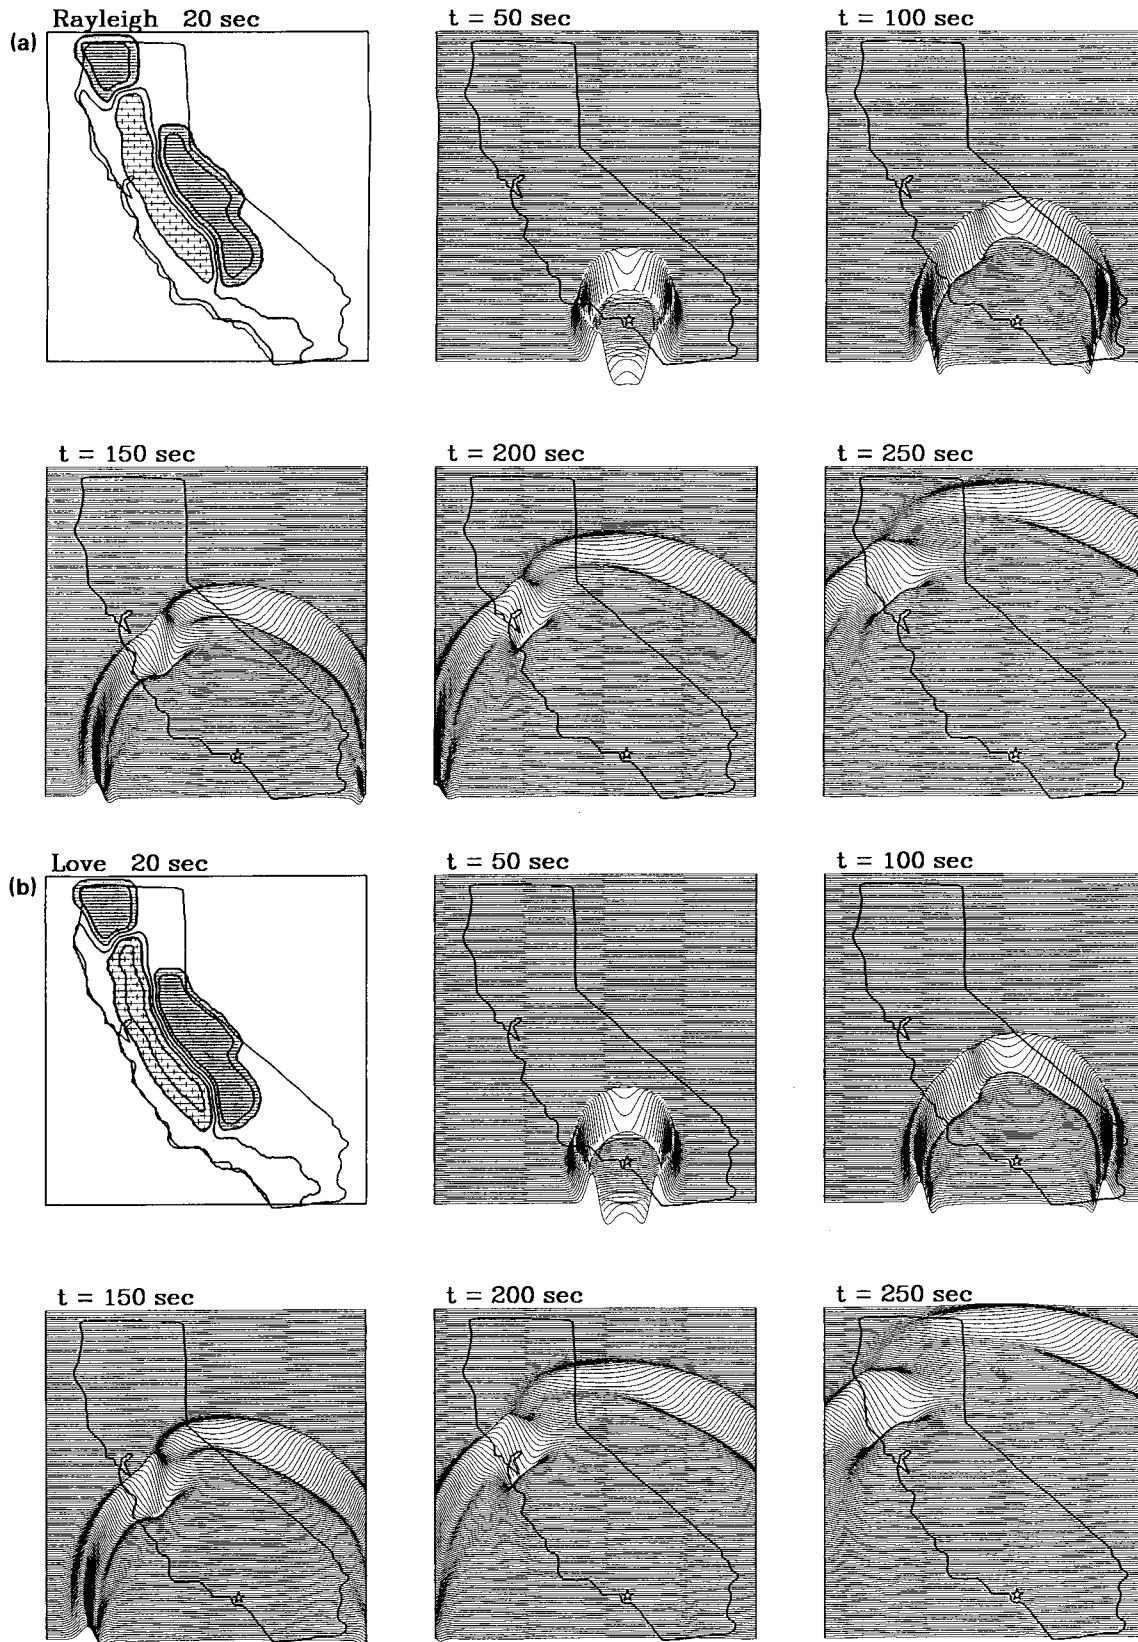 (a)
Rayleigh 20 sec
t = 50 sec
t = 100 sec
t = 150 sec
t = 200 sec
t = 250 sec
(b)
Love 20 sec
t = 50 sec
t = 100 sec
t = 150 sec
t = 200 sec
t = 250 sec